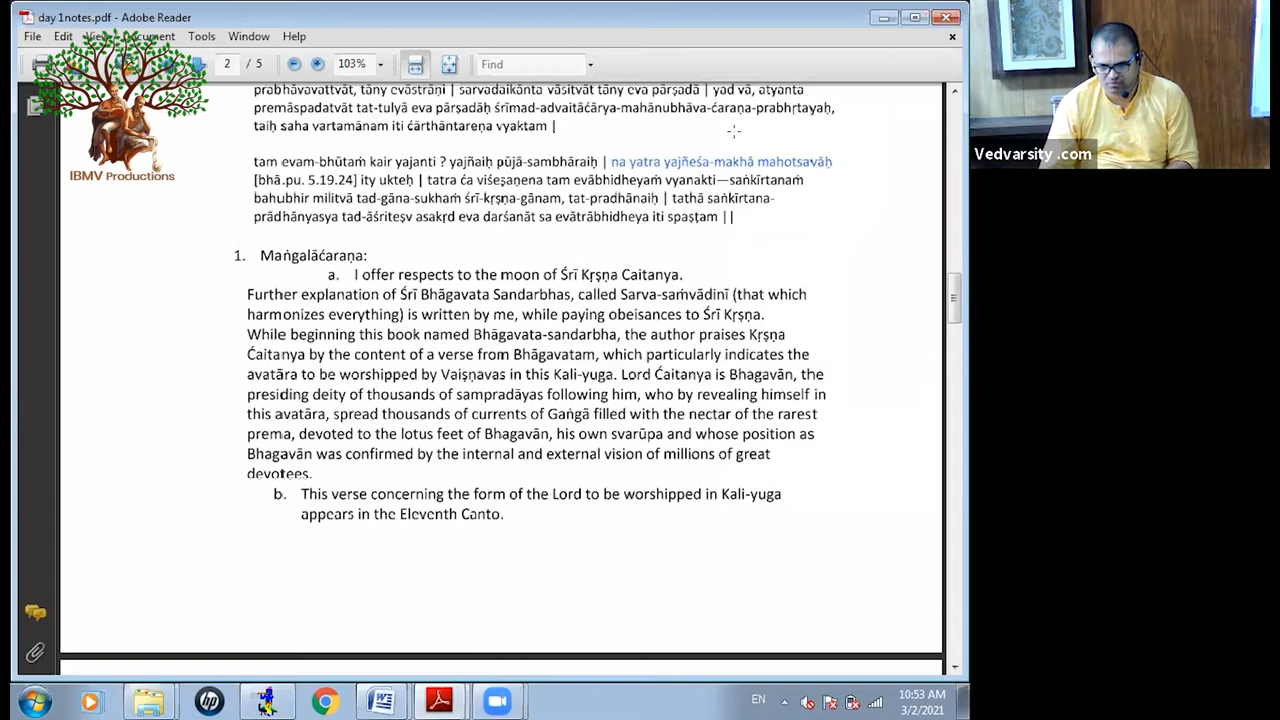 day 1notes.pdf - Adobe Reader
File Edit View Document Tools Window Help
2 / 5 103% Find
IBMV Productions
prabhāvavattvāt, tāny evāstrāṇi | sarvadaikānta vāsitvāt tāny eva pārṣadā | yad vā, atyanta
premāspadatvāt tat-tulyā eva pārṣadāḥ śrīmad-advaitāćārya-mahānubhāva-ćaraṇa-prabhṛtayaḥ,
taiḥ saha vartamānam iti ćārthāntareṇa vyaktam |
tam evam-bhūtaṁ kair yajanti ? yajñaiḥ pūjā-sambhāraiḥ | na yatra yajñeśa-makhā mahotsavāḥ
[bhā.pu. 5.19.24] ity ukteḥ | tatra ća viśeṣaṇena tam evābhidheyaṁ vyanakti—saṅkīrtanaṁ
bahubhir militvā tad-gāna-sukhaṁ śrī-kṛṣṇa-gānam, tat-pradhānaiḥ | tathā saṅkīrtana-
prādhānyasya tad-āśriteṣv asakṛd eva darśanāt sa evātrābhidheya iti spaṣṭam ||
1. Maṅgalāćaraṇa:
a. I offer respects to the moon of Śrī Kṛṣṇa Caitanya.
Further explanation of Śrī Bhāgavata Sandarbhas, called Sarva-saṁvādinī (that which
harmonizes everything) is written by me, while paying obeisances to Śrī Kṛṣṇa.
While beginning this book named Bhāgavata-sandarbha, the author praises Kṛṣṇa
Ćaitanya by the content of a verse from Bhāgavatam, which particularly indicates the
avatāra to be worshipped by Vaiṣṇavas in this Kali-yuga. Lord Ćaitanya is Bhagavān, the
presiding deity of thousands of sampradāyas following him, who by revealing himself in
this avatāra, spread thousands of currents of Gaṅgā filled with the nectar of the rarest
prema, devoted to the lotus feet of Bhagavān, his own svarūpa and whose position as
Bhagavān was confirmed by the internal and external vision of millions of great
devotees.
b. This verse concerning the form of the Lord to be worshipped in Kali-yuga
appears in the Eleventh Canto.
Vedvarsity .com
EN
10:53 AM
3/2/2021